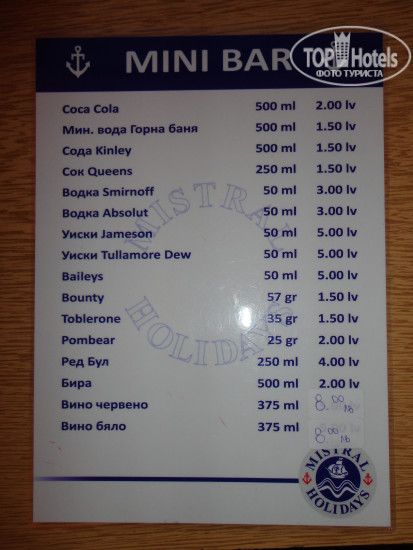 MINI BAR
TOP Hotels
ФОТО ТУРИСТА
Coca Cola 500 ml 2.00 lv
Мин. вода Горна баня 500 ml 1.50 lv
Сода Kinley 500 ml 1.50 lv
Сок Queens 250 ml 1.50 lv
Водка Smirnoff 50 ml 3.00 lv
Водка Absolut 50 ml 3.00 lv
Уиски Jameson 50 ml 5.00 lv
Уиски Tullamore Dew 50 ml 5.00 lv
Baileys 50 ml 5.00 lv
Bounty 57 gr 1.50 lv
Toblerone 35 gr 1.50 lv
Pombear 25 gr 2.00 lv
Ред Бул 250 ml 4.00 lv
Бира 500 ml 2.00 lv
Вино червено 375 ml 8.00 лв
Вино бяло 375 ml 8.00 лв
MISTRAL
HOLIDAYS
MISTRAL
HOLIDAYS